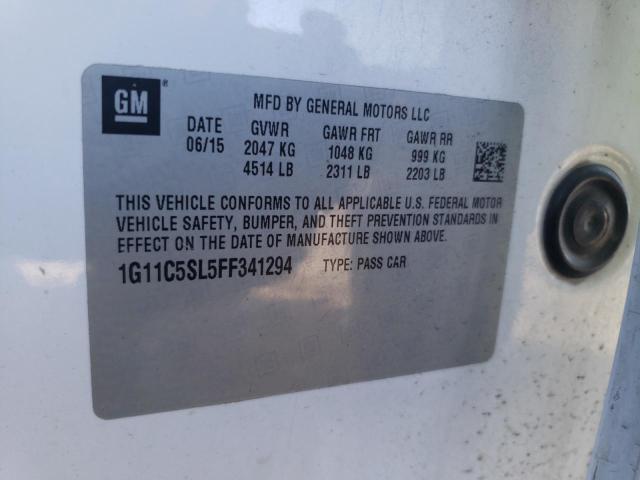 GM ®
MFD BY GENERAL MOTORS LLC
DATE GVWR GAWR FRT GAWR RR
06/15 2047 KG 1048 KG 999 KG
4514 LB 2311 LB 2203 LB
THIS VEHICLE CONFORMS TO ALL APPLICABLE U.S. FEDERAL MOTOR
VEHICLE SAFETY, BUMPER, AND THEFT PREVENTION STANDARDS IN
EFFECT ON THE DATE OF MANUFACTURE SHOWN ABOVE.
1G11C5SL5FF341294 TYPE: PASS CAR